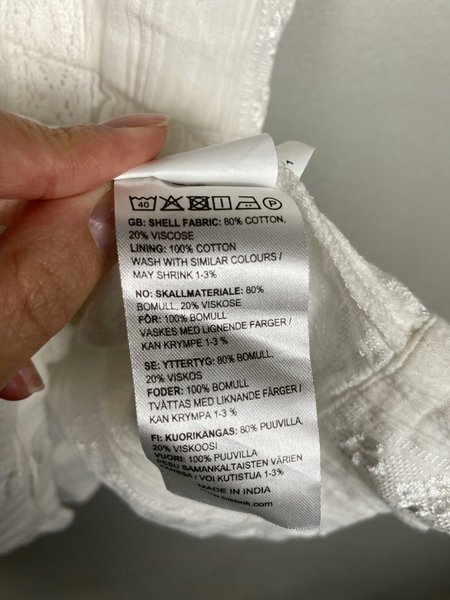 40 P
GB: SHELL FABRIC: 80% COTTON,
20% VISCOSE
LINING: 100% COTTON
WASH WITH SIMILAR COLOURS /
MAY SHRINK 1-3%
NO: SKALLMATERIALE: 80%
BOMULL, 20% VISKOSE
FÔR: 100% BOMULL
VASKES MED LIGNENDE FARGER /
KAN KRYMPE 1-3 %
SE: YTTERTYG: 80% BOMULL,
20% VISKOS
FODER: 100% BOMULL
TVÄTTAS MED LIKNANDE FÄRGER /
KAN KRYMPA 1-3 %
FI: KUORIKANGAS: 80% PUUVILLA,
20% VISKOOSI
VUORI: 100% PUUVILLA
PESU SAMANKALTAISTEN VÄRIEN
KANSSA / VOI KUTISTUA 1-3%
MADE IN INDIA